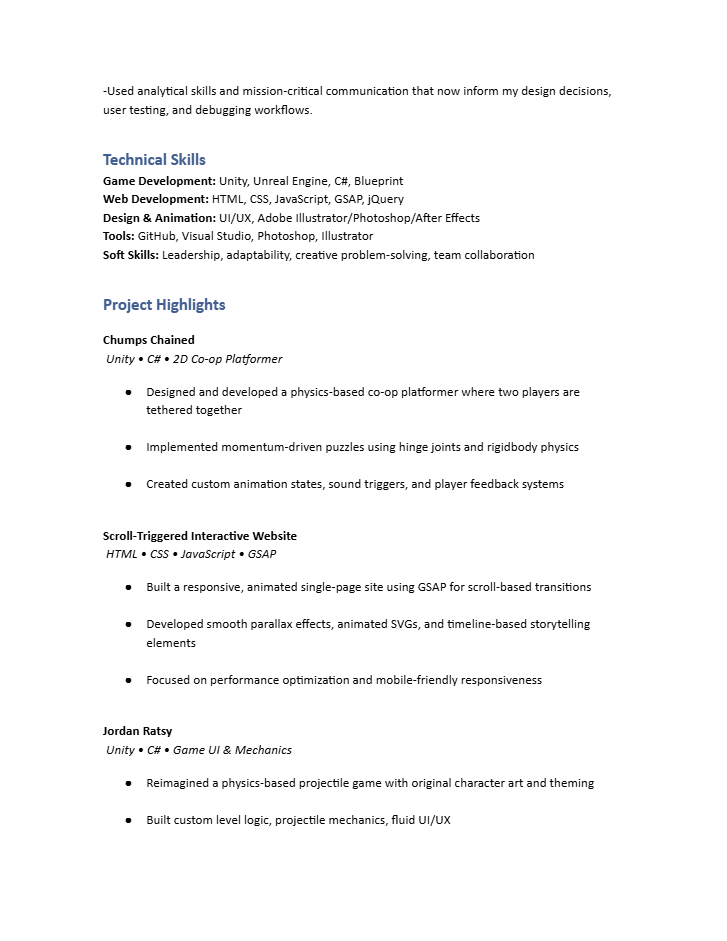 -Used analytical skills and mission-critical communication that now inform my design decisions,
user testing, and debugging workflows.
Technical Skills
Game Development: Unity, Unreal Engine, C#, Blueprint
Web Development: HTML, CSS, JavaScript, GSAP, jQuery
Design & Animation: UI/UX, Adobe Illustrator/Photoshop/After Effects
Tools: GitHub, Visual Studio, Photoshop, Illustrator
Soft Skills: Leadership, adaptability, creative problem-solving, team collaboration
Project Highlights
Chumps Chained
Unity • C# • 2D Co-op Platformer
● Designed and developed a physics-based co-op platformer where two players are
tethered together
● Implemented momentum-driven puzzles using hinge joints and rigidbody physics
● Created custom animation states, sound triggers, and player feedback systems
Scroll-Triggered Interactive Website
HTML • CSS • JavaScript • GSAP
● Built a responsive, animated single-page site using GSAP for scroll-based transitions
● Developed smooth parallax effects, animated SVGs, and timeline-based storytelling
elements
● Focused on performance optimization and mobile-friendly responsiveness
Jordan Ratsy
Unity • C# • Game UI & Mechanics
● Reimagined a physics-based projectile game with original character art and theming
● Built custom level logic, projectile mechanics, fluid UI/UX